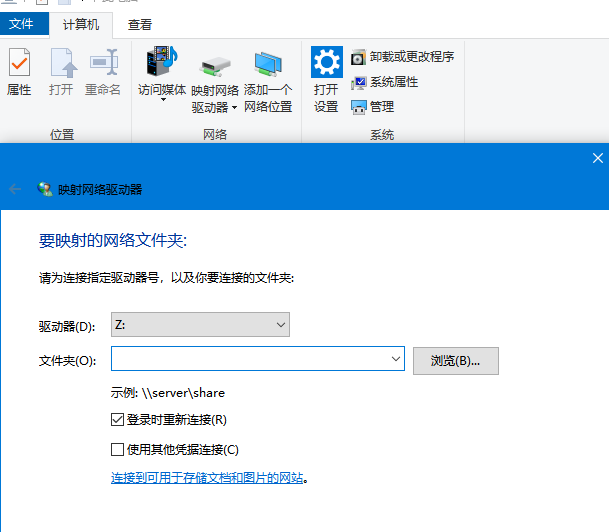 文件 计算机 查看
属性 打开 重命名 访问媒体 映射网络驱动器 添加一个网络位置 打开设置 卸载或更改程序
系统属性
管理
位置 网络 系统
映射网络驱动器
要映射的网络文件夹:
请为连接指定驱动器号，以及你要连接的文件夹:
驱动器(D): Z:
文件夹(O): 浏览(B)...
示例: \\server\share
登录时重新连接(R)
使用其他凭据连接(C)
连接到可用于存储文档和图片的网站。